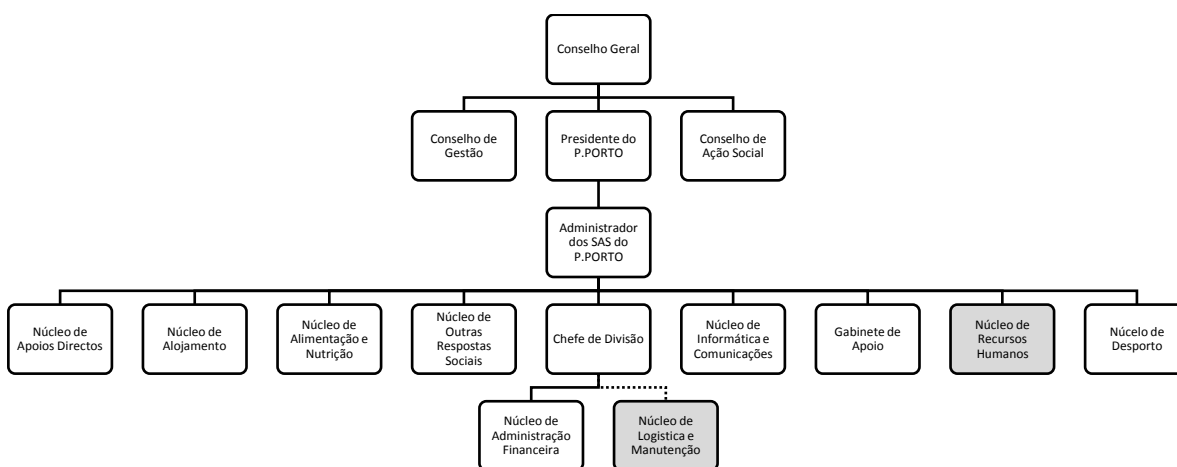 Conselho Geral
Conselho de
Gestão
Presidente do
P.PORTO
Conselho de
Ação Social
Administrador
dos SAS do
P.PORTO
Núcleo de
Apoios Directos
Núcleo de
Alojamento
Núcleo de
Alimentação e
Nutrição
Núcleo de
Outras
Respostas
Sociais
Chefe de Divisão
Núcleo de
Informática e
Comunicações
Gabinete de
Apoio
Núcleo de
Recursos
Humanos
Núcelo de
Desporto
Núcleo de
Administração
Financeira
Núcleo de
Logistica e
Manutenção